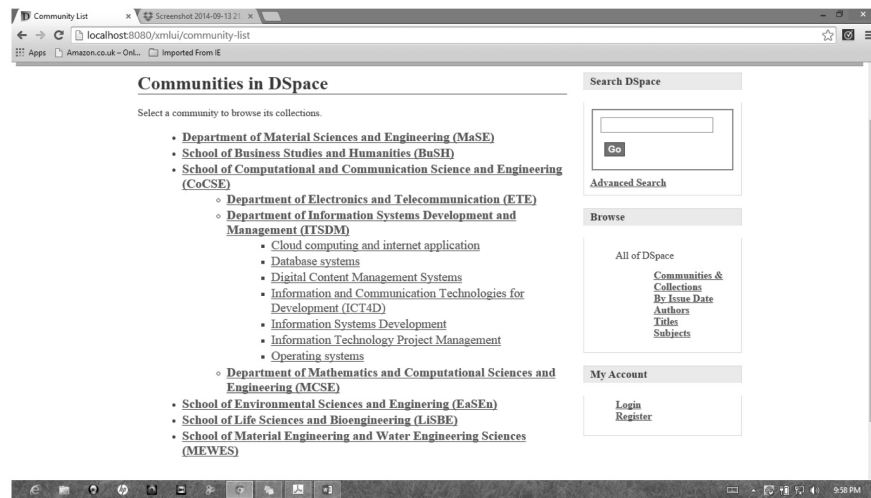 Community List
Screenshot 2014-09-13 21
localhost:8080/xmlui/community-list
Apps
Amazon.co.uk – Onl...
Imported From IE
Communities in DSpace
Select a community to browse its collections.
Department of Material Sciences and Engineering (MaSE)
School of Business Studies and Humanities (BuSH)
School of Computational and Communication Science and Engineering
(CoCSE)
Department of Electronics and Telecommunication (ETE)
Department of Information Systems Development and
Management (ITSDM)
Cloud computing and internet application
Database systems
Digital Content Management Systems
Information and Communication Technologies for
Development (ICT4D)
Information Systems Development
Information Technology Project Management
Operating systems
Department of Mathematics and Computational Sciences and
Engineering (MCSE)
School of Environmental Sciences and Enginering (EaSEn)
School of Life Sciences and Bioengineering (LiSBE)
School of Material Engineering and Water Engineering Sciences
(MEWES)
Search DSpace
Go
Advanced Search
Browse
All of DSpace
Communities &
Collections
By Issue Date
Authors
Titles
Subjects
My Account
Login
Register
9:58 PM